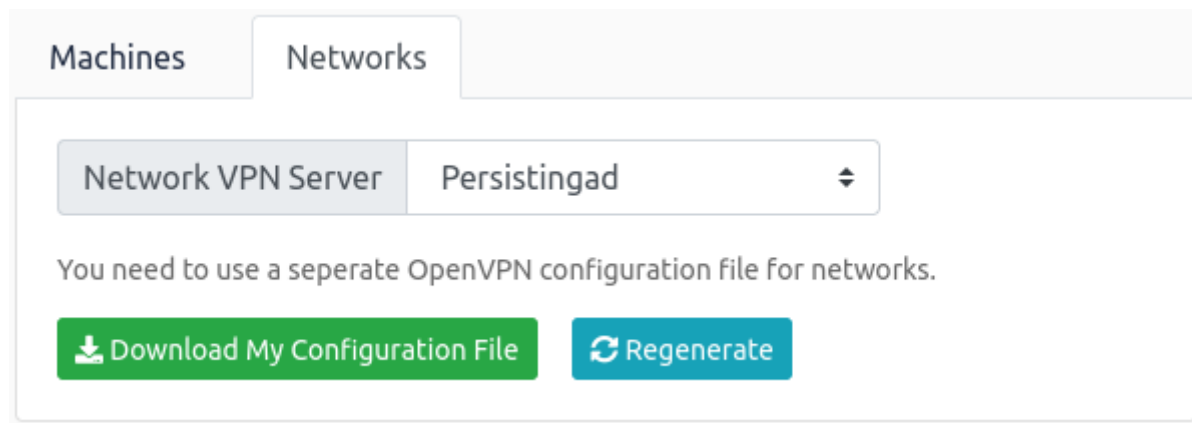 Machines Networks
Network VPN Server Persistingad
You need to use a seperate OpenVPN configuration file for networks.
Download My Configuration File Regenerate